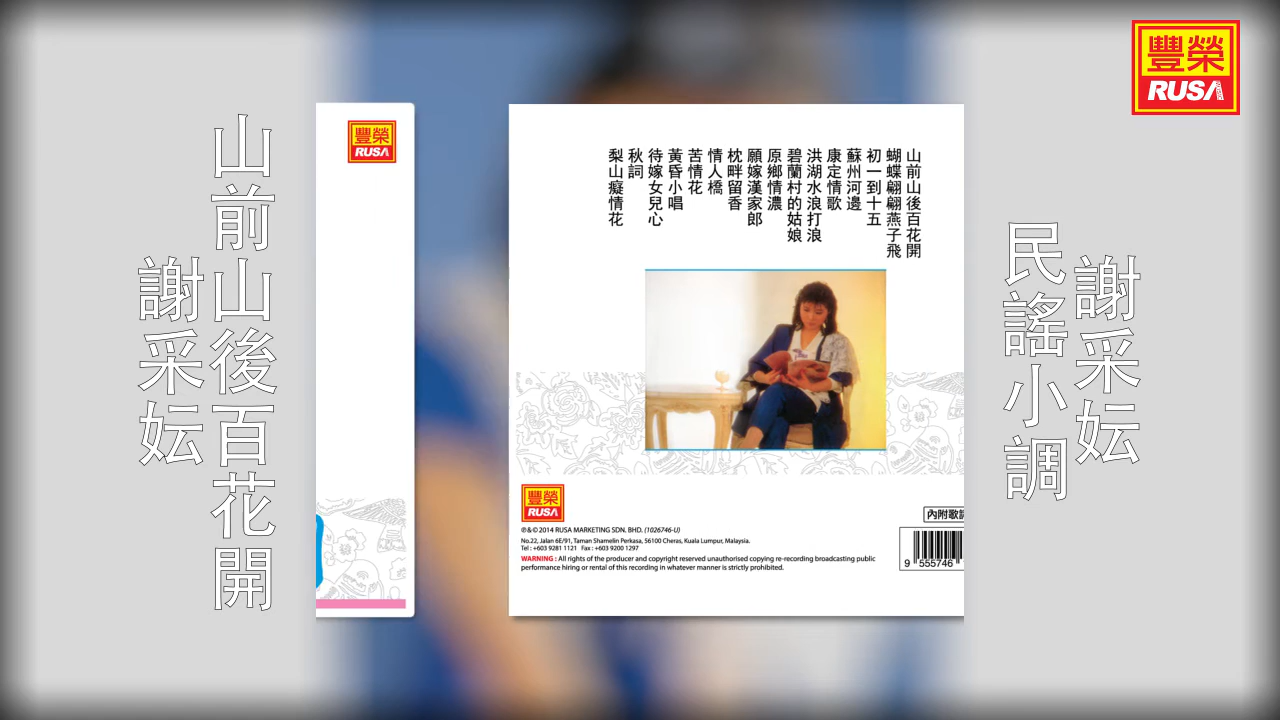 豐榮
RUSA
山前山後百花開
謝采妘
謝采妘
民謠小調
豐榮
RUSA
山前山後百花開
蝴蝶翩翩燕子飛
初一到十五
蘇州河邊
康定情歌
洪湖水浪打浪
碧蘭村的姑娘
原鄉情濃
願嫁漢家郎
枕畔留香
情人橋
苦情花
黃昏小唱
待嫁女兒心
秋詞
梨山癡情花
豐榮
RUSA
℗&© 2014 RUSA MARKETING SDN. BHD. (1026746-U)
No.22, Jalan 6E/91, Taman Shamelin Perkasa, 56100 Cheras, Kuala Lumpur, Malaysia.
Tel : +603 9281 1121 Fax : +603 9200 1297
WARNING : All rights of the producer and copyright reserved unauthorised copying re-recording broadcasting public
performance hiring or rental of this recording in whatever manner is strictly prohibited.
內附歌
9 555746